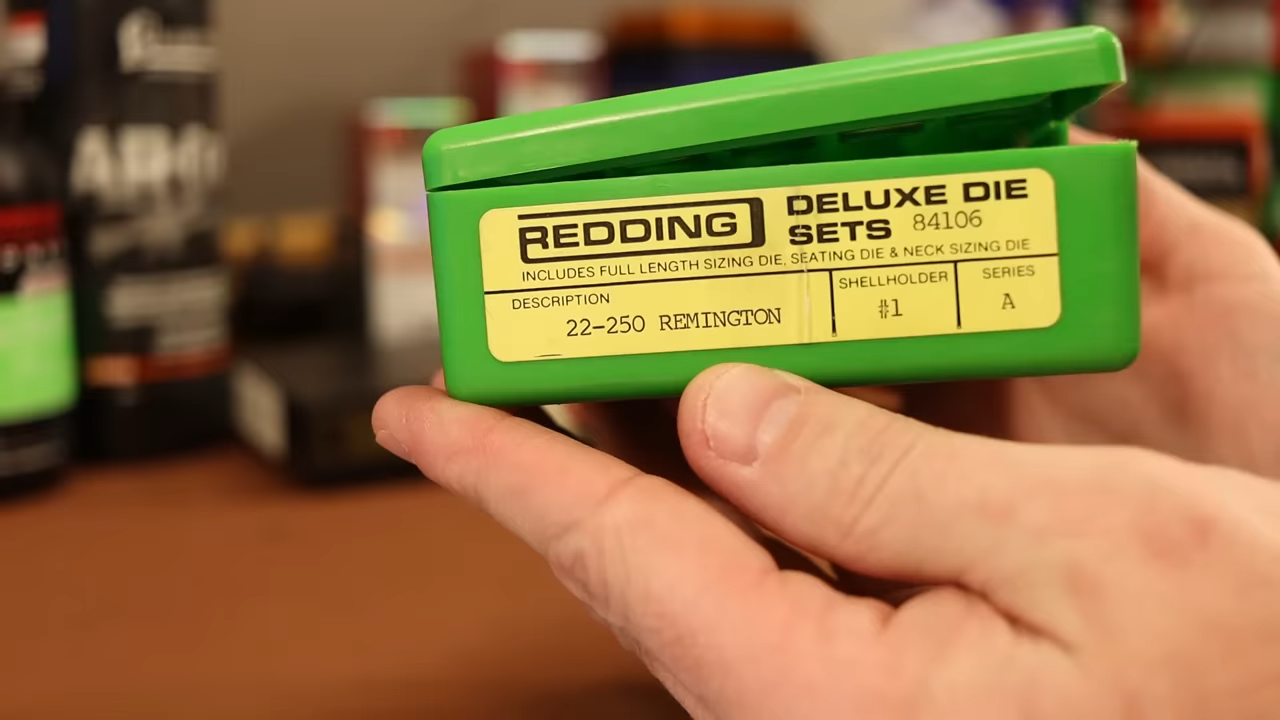 REDDING DELUXE DIE
SETS 84106
INCLUDES FULL LENGTH SIZING DIE, SEATING DIE & NECK SIZING DIE
DESCRIPTION
22-250 REMINGTON
SHELLHOLDER
#1
SERIES
A